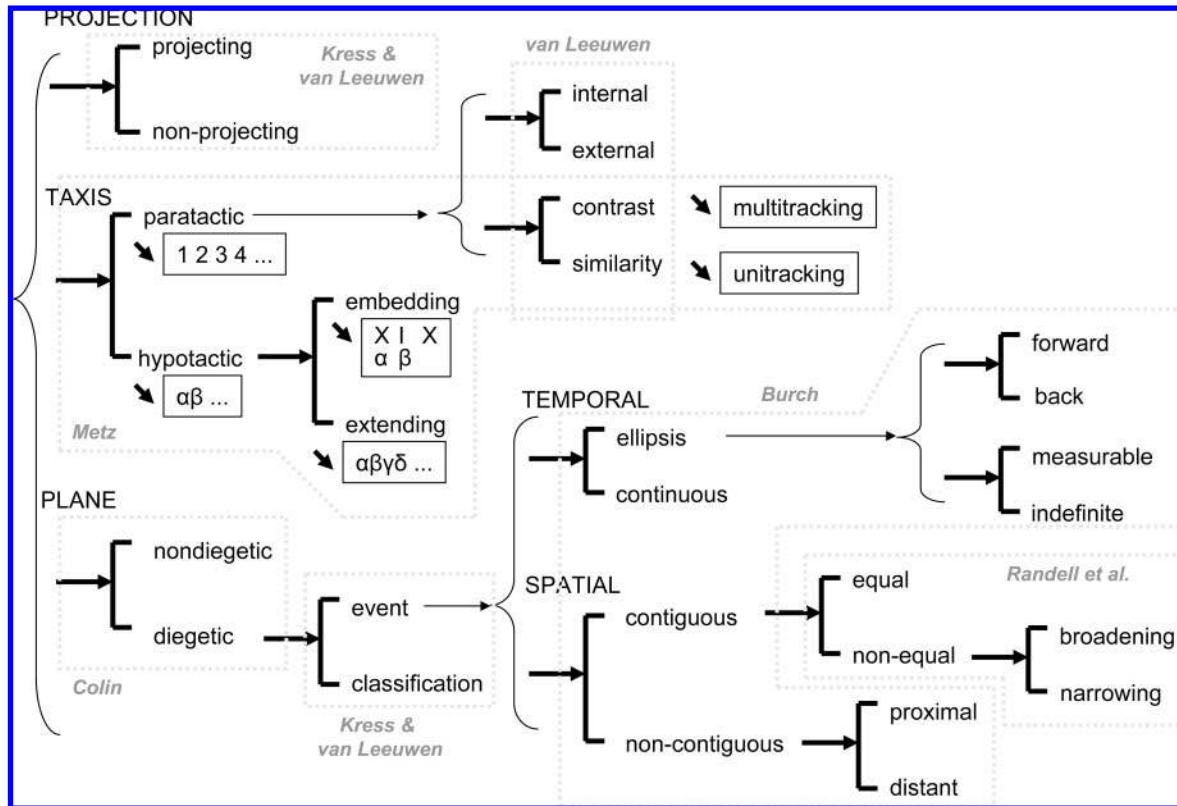 PROJECTION
projecting
non-projecting
Kress &
van Leeuwen
van Leeuwen
internal
external
contrast
similarity
multitracking
unitracking
TAXIS
paratactic
1 2 3 4 ...
hypotactic
αβ ...
embedding
X I X
α β
extending
αβγδ ...
Metz
PLANE
nondiegetic
diegetic
Colin
event
classification
Kress &
van Leeuwen
TEMPORAL
ellipsis
continuous
Burch
forward
back
measurable
indefinite
SPATIAL
contiguous
non-contiguous
Randell et al.
equal
non-equal
broadening
narrowing
proximal
distant